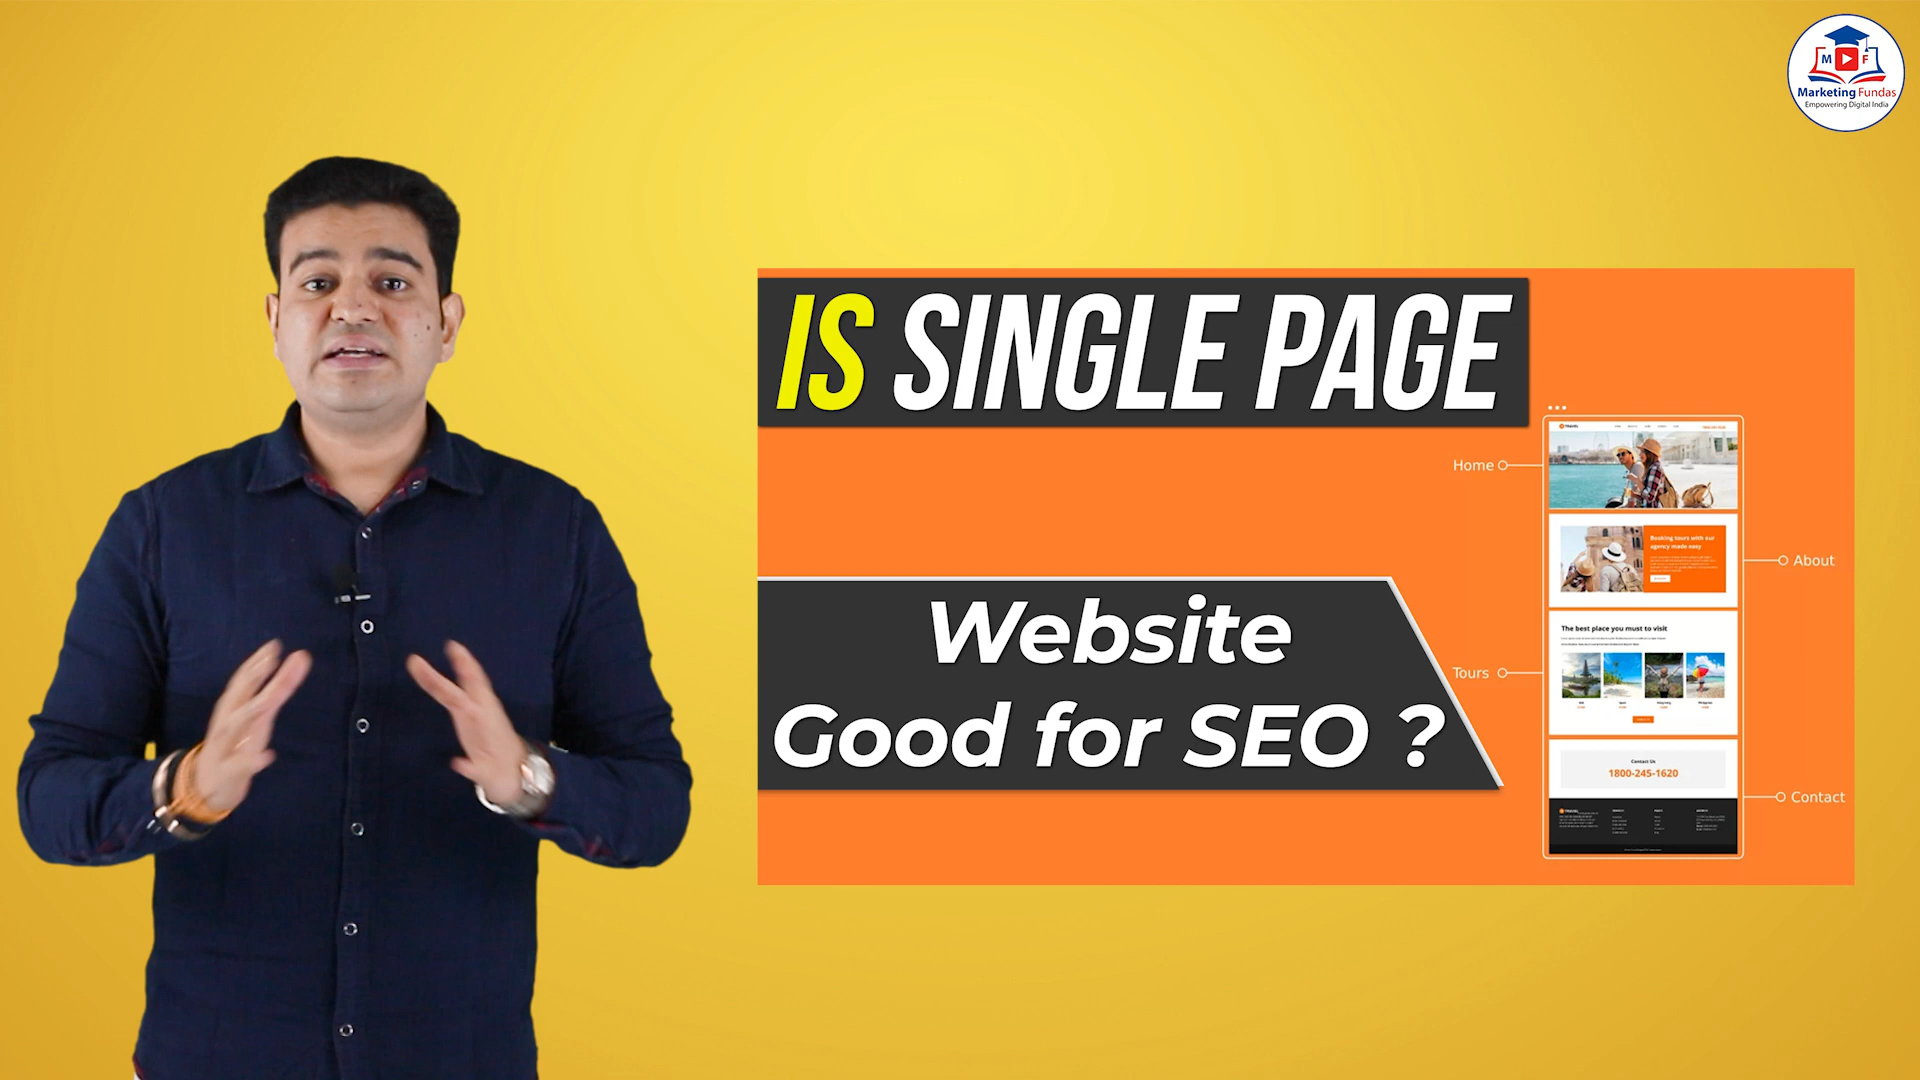 M F
Marketing Fundas
Empowering Digital India
IS SINGLE PAGE
Website
Good for SEO ?
Home
About
Tours
Contact
TRAVEL
Booking tours with our
agency made easy
The best place you must to visit
Contact Us
1800-245-1620